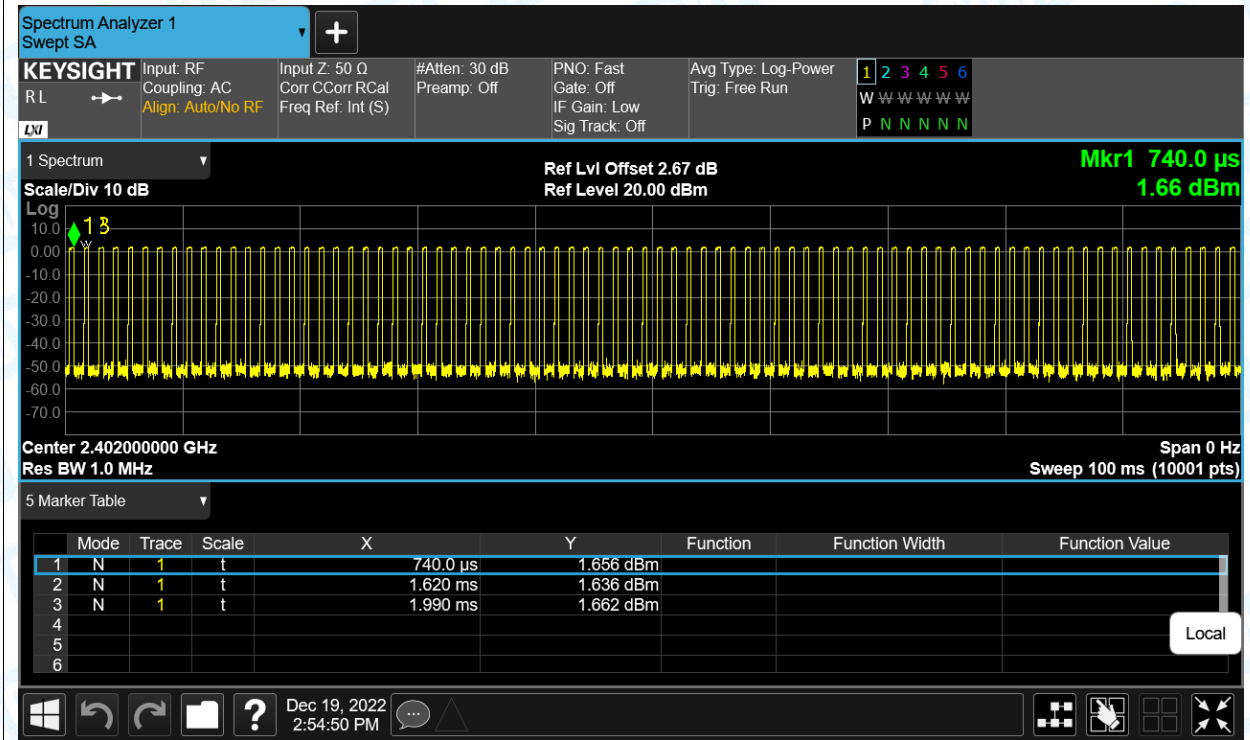 Spectrum Analyzer 1
Swept SA
+
KEYSIGHT Input: RF Input Z: 50 Ω #Atten: 30 dB PNO: Fast Avg Type: Log-Power 1 2 3 4 5 6
RL Coupling: AC Corr CCorr RCal Preamp: Off Gate: Off Trig: Free Run W W W W W W
Align: Auto/No RF Freq Ref: Int (S) IF Gain: Low P N N N N N
LXI Sig Track: Off
1 Spectrum Ref Lvl Offset 2.67 dB Mkr1 740.0 µs
Scale/Div 10 dB Ref Level 20.00 dBm 1.66 dBm
Log
10.0 1 3
0.00
-10.0
-20.0
-30.0
-40.0
-50.0
-60.0
-70.0
Center 2.402000000 GHz Span 0 Hz
Res BW 1.0 MHz Sweep 100 ms (10001 pts)
5 Marker Table
Mode Trace Scale X Y Function Function Width Function Value
1 N 1 t 740.0 µs 1.656 dBm
2 N 1 t 1.620 ms 1.636 dBm
3 N 1 t 1.990 ms 1.662 dBm
4
5
6
Local
? Dec 19, 2022
2:54:50 PM